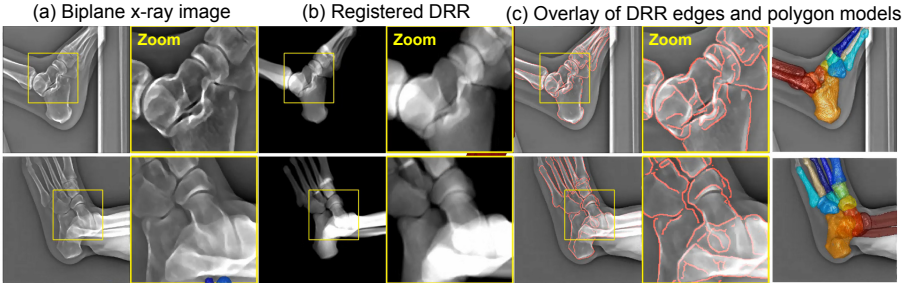 (a) Biplane x-ray image
(b) Registered DRR
(c) Overlay of DRR edges and polygon models
Zoom
Zoom
Zoom